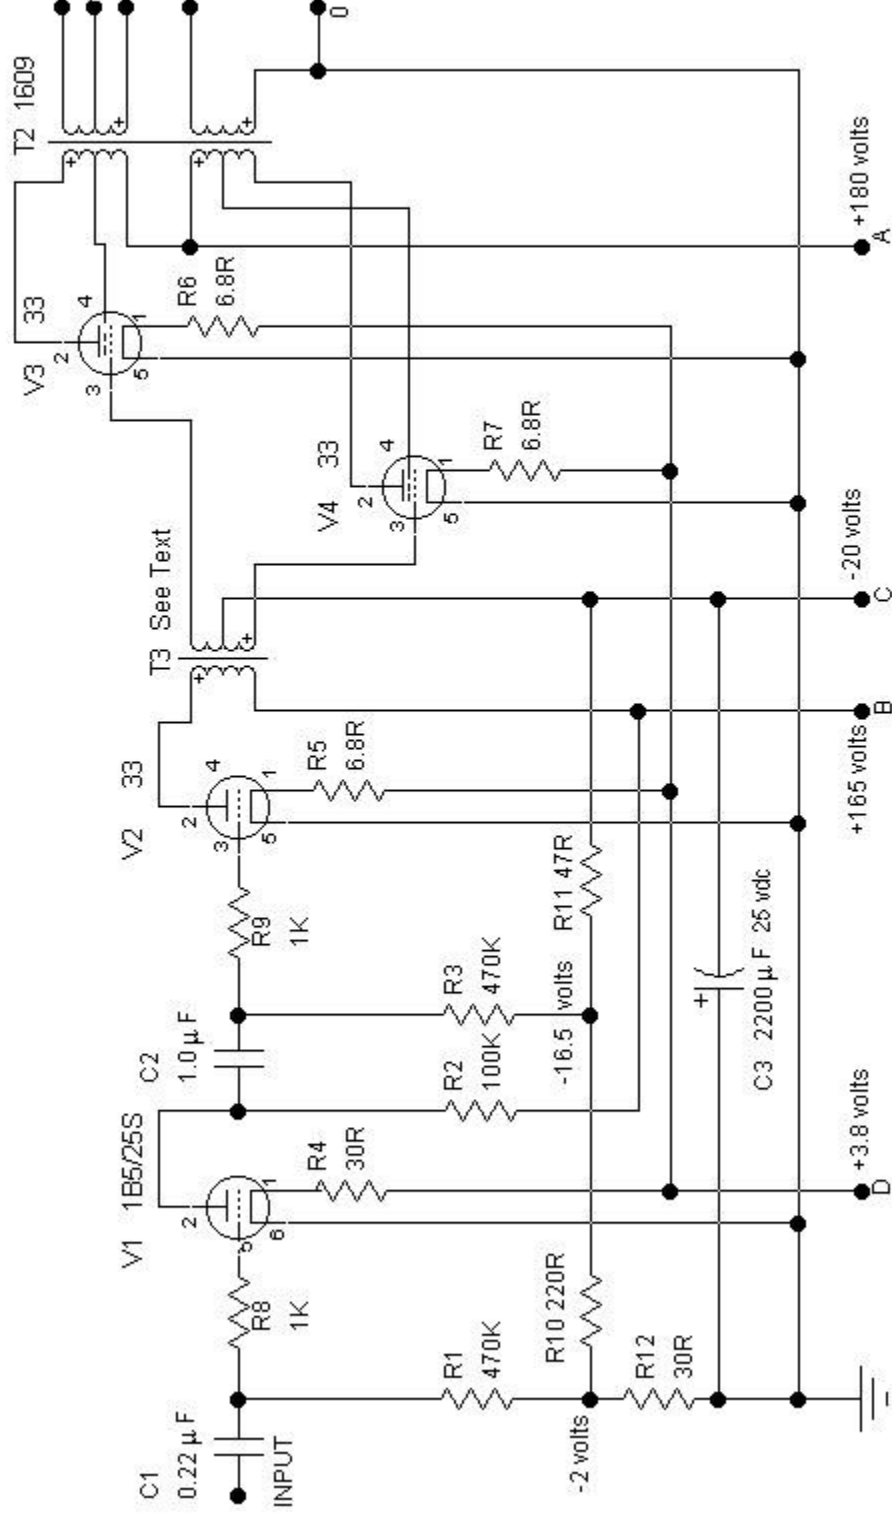 C1
0.22 µF
INPUT
R8
1K
R1
470K
-2 volts
R10 220R
R12
30R
V1 1B5/25S
2
5
6
1
R4
30R
+3.8 volts
D
C2
1.0 µF
R2
100K
R3
470K
-16.5 volts
C3 2200 µF 25 vdc
+
R9
1K
R11 47R
V2 33
2
3
4
5
1
R5
6.8R
+165 volts
B
T3 See Text
+
+
-20 volts
C
V4 33
2
3
4
5
1
R7
6.8R
V3 33
2
3
4
5
1
R6
6.8R
+180 volts
A
T2 1609
+
+
+
+
0